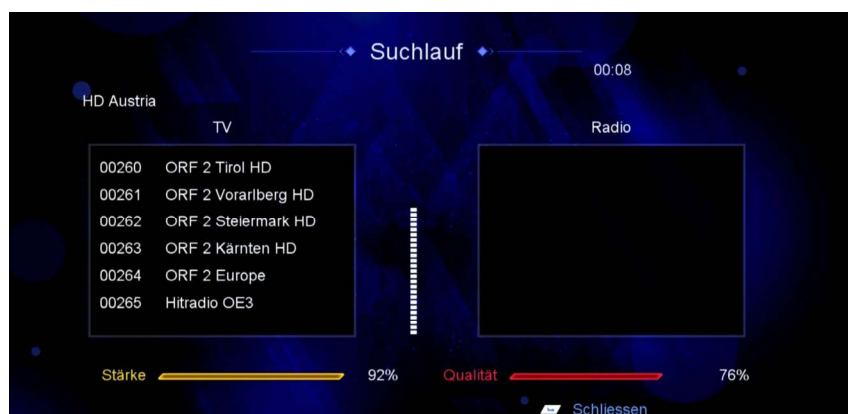 Suchlauf
00:08
HD Austria
TV
Radio
00260 ORF 2 Tirol HD
00261 ORF 2 Vorarlberg HD
00262 ORF 2 Steiermark HD
00263 ORF 2 Kärnten HD
00264 ORF 2 Europe
00265 Hitradio OE3
Stärke 92% Qualität 76%
Schliessen